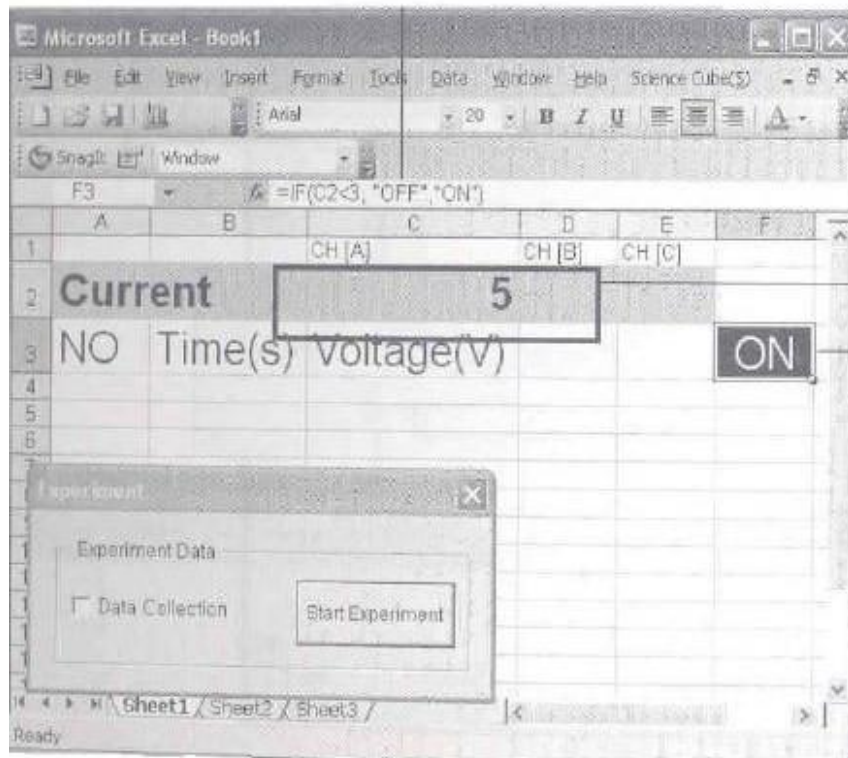 Microsoft Excel - Book1
File Edit View Insert Format Tools Data Window Help Science Cube(S)
Arial 20 B I U A
SnagIt Window
F3 fx =IF(C2<3, "OFF","ON")
A B C D E F
1 CH [A] CH [B] CH [C]
2 Current 5
3 NO Time(s) Voltage(V) ON
4
5
6
Experiment
Experiment Data
Data Collection
Start Experiment
Sheet1 / Sheet2 / Sheet3 /
Ready